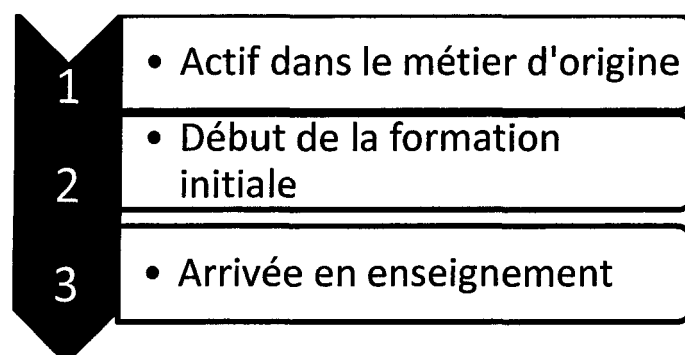 1
• Actif dans le métier d'origine
2
• Début de la formation
initiale
3
• Arrivée en enseignement